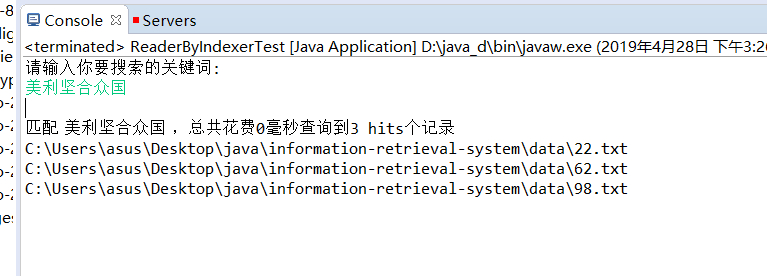 Console Servers
<terminated> ReaderByIndexerTest [Java Application] D:\java_d\bin\javaw.exe (2019年4月28日 下午3:26
请输入你要搜索的关键词:
美利坚合众国
匹配 美利坚合众国 ，总共花费0毫秒查询到3 hits个记录
C:\Users\asus\Desktop\java\information-retrieval-system\data\22.txt
C:\Users\asus\Desktop\java\information-retrieval-system\data\62.txt
C:\Users\asus\Desktop\java\information-retrieval-system\data\98.txt